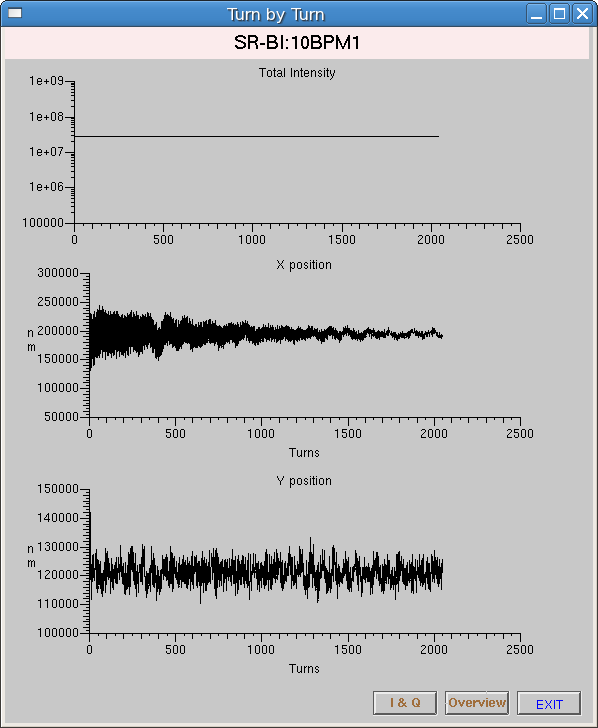 Turn by Turn
SR-BI:10BPM1
Total Intensity
1e+09
1e+08
1e+07
1e+06
100000
0 500 1000 1500 2000 2500
X position
300000
250000
200000
150000
100000
50000
n
m
0 500 1000 1500 2000 2500
Turns
Y position
150000
140000
130000
120000
110000
100000
n
m
0 500 1000 1500 2000 2500
Turns
I & Q Overview EXIT